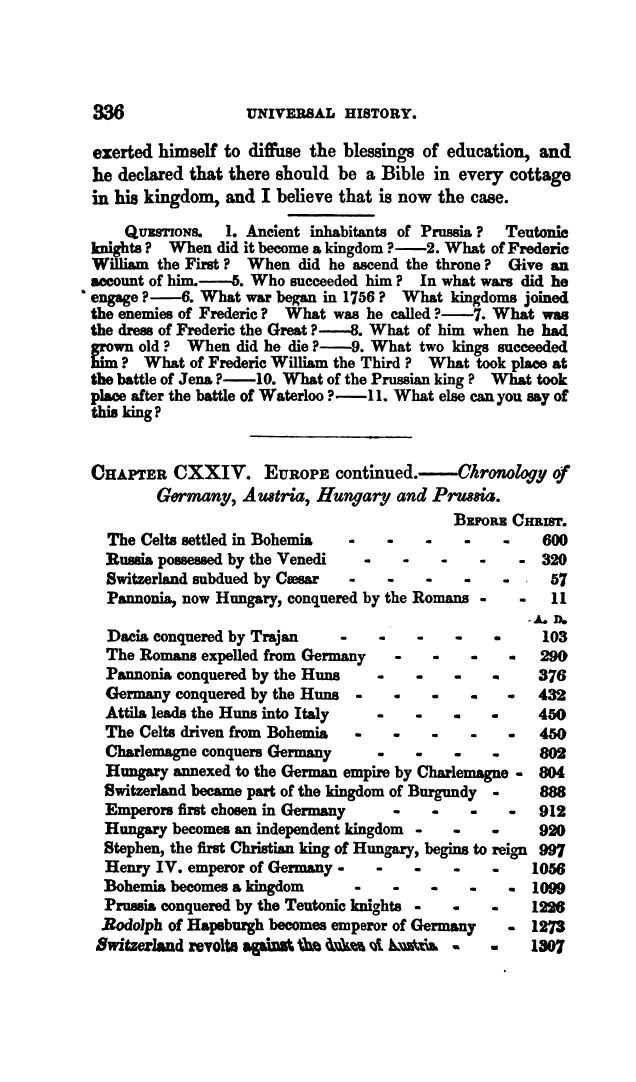 336 UNIVERSAL HISTORY.
exerted himself to diffuse the blessings of education, and
he declared that there should be a Bible in every cottage
in his kingdom, and I believe that is now the case.
QUESTIONS. 1. Ancient inhabitants of Prussia? Teutonic
knights? When did it become a kingdom?——2. What of Frederic
William the First? When did he ascend the throne? Give an
account of him.——5. Who succeeded him? In what wars did he
engage?——6. What war began in 1756? What kingdoms joined
the enemies of Frederic? What was he called?——7. What was
the dress of Frederic the Great?——8. What of him when he had
grown old? When did he die?——9. What two kings succeeded
him? What of Frederic William the Third? What took place at
the battle of Jena?——10. What of the Prussian king? What took
place after the battle of Waterloo?——11. What else can you say of
this king?
CHAPTER CXXIV. EUROPE continued.——Chronology of
Germany, Austria, Hungary and Prussia.
BEFORE CHRIST.
The Celts settled in Bohemia - - - - - 600
Russia possessed by the Venedi - - - - - 320
Switzerland subdued by Cæsar - - - - - 57
Pannonia, now Hungary, conquered by the Romans - - 11
A. D.
Dacia conquered by Trajan - - - - - 103
The Romans expelled from Germany - - - - 290
Pannonia conquered by the Huns - - - - 376
Germany conquered by the Huns - - - - - 432
Attila leads the Huns into Italy - - - - 450
The Celts driven from Bohemia - - - - - 450
Charlemagne conquers Germany - - - - 802
Hungary annexed to the German empire by Charlemagne - 804
Switzerland became part of the kingdom of Burgundy - 888
Emperors first chosen in Germany - - - - 912
Hungary becomes an independent kingdom - - - 920
Stephen, the first Christian king of Hungary, begins to reign 997
Henry IV. emperor of Germany - - - - - 1056
Bohemia becomes a kingdom - - - - - 1099
Prussia conquered by the Teutonic knights - - - 1226
Rodolph of Hapsburgh becomes emperor of Germany - 1273
Switzerland revolts against the dukes of Austria - - 1307